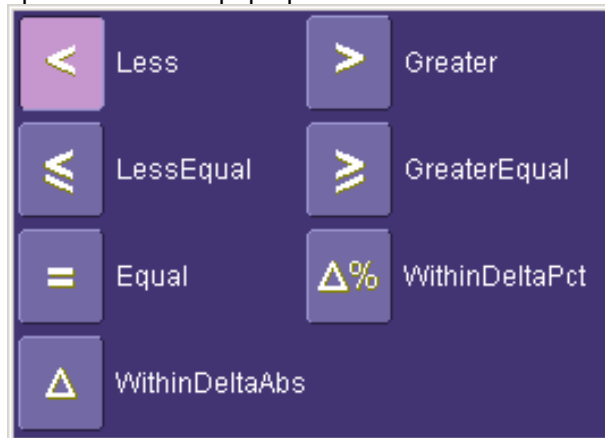 < Less > Greater
≤ LessEqual ≥ GreaterEqual
= Equal Δ% WithinDeltaPct
Δ WithinDeltaAbs